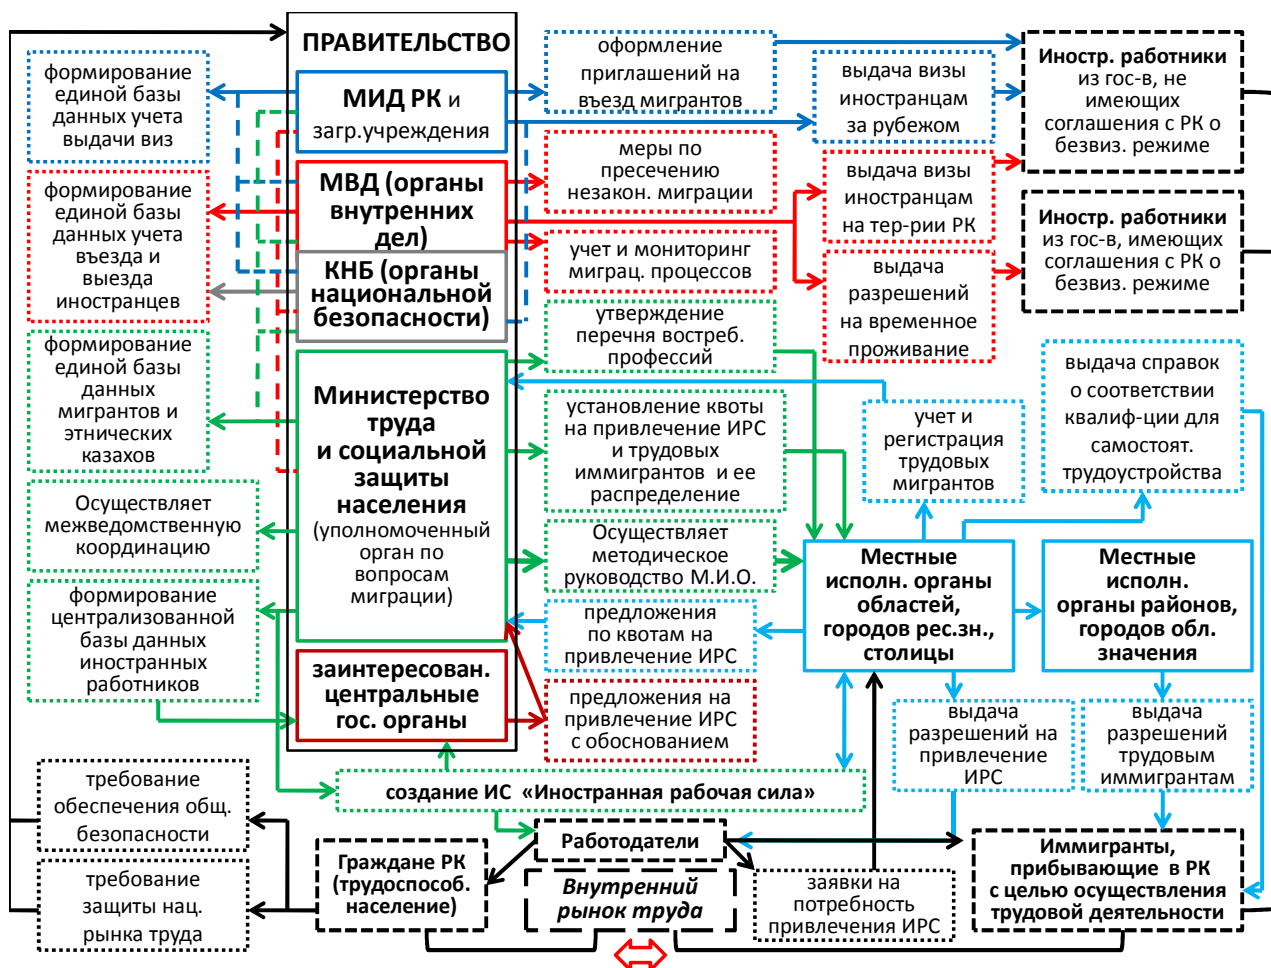 ПРАВИТЕЛЬСТВО
МИД РК и
загр.учреждения
МВД (органы
внутренних
дел)
КНБ (органы
национальной
безопасности)
Министерство
труда
и социальной
защиты
населения
(уполномоченный
орган по
вопросам
миграции)
заинтересован.
центральные
гос. органы
формирование
единой базы
данных учета
выдачи виз
формирование
единой базы
данных учета
въезда и
выезда
иностранцев
формирование
единой базы
данных
мигрантов и
этнических
казахов
Осуществляет
межведомственную
координацию
формирование
централизованной
базы данных
иностранных
работников
требование
обеспечения общ.
безопасности
требование
защиты нац.
рынка труда
оформление
приглашений на
въезд мигрантов
меры по
пресечению
незакон. миграции
учет и мониторинг
миграц. процессов
утверждение
перечня востреб.
профессий
установление квоты
на привлечение ИРС
и трудовых
иммигрантов и ее
распределение
Осуществляет
методическое
руководство М.И.О.
предложения
по квотам на
привлечение ИРС
предложения на
привлечение ИРС
с обоснованием
создание ИС «Иностранная рабочая сила»
Работодатели
Граждане РК
(трудоспособ.
население)
Внутренний
рынок труда
заявки на
потребность
привлечения ИРС
выдача визы
иностранцам
за рубежом
выдача визы
иностранцам
на тер-рии РК
выдача
разрешений
на временное
проживание
учет и
регистрация
трудовых
мигрантов
Иностр. работники
из гос-в, не
имеющих
соглашения с РК о
безвиз. режиме
Иностр. работники
из гос-в, имеющих
соглашения с РК о
безвиз. режиме
выдача справок
о соответствии
квалиф-ции для
самостоят.
трудоустройства
Местные
исполн. органы
областей,
городов рес.зн.,
столицы
Местные
исполн.
органы районов,
городов обл.
значения
выдача
разрешений на
привлечение
ИРС
выдача
разрешений
трудовым
иммигрантам
Иммигранты,
прибывающие в РК
с целью осуществления
трудовой деятельности